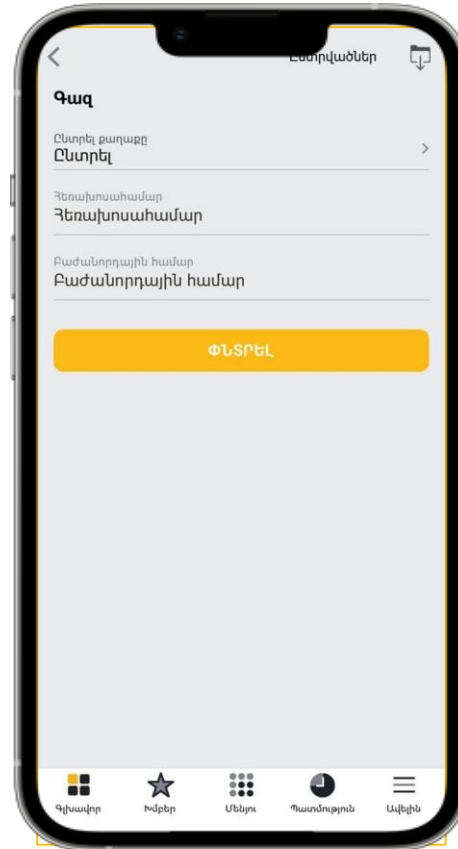 Ընտրվածներ
Գազ
Ընտրել քաղաքը
Ընտրել
Հեռախոսահամար
Հեռախոսահամար
Բաժանորդային համար
Բաժանորդային համար
ՓՆՏՐԵԼ
Գլխավոր Խմբեր Մենյու Պատմություն Ավելին